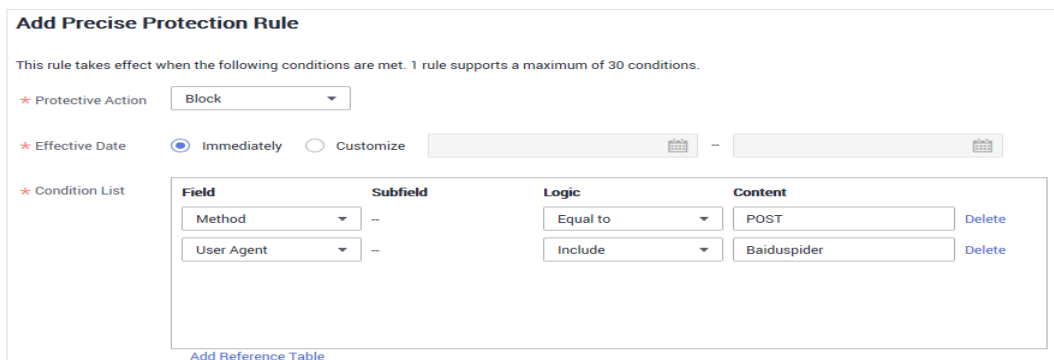 Add Precise Protection Rule
This rule takes effect when the following conditions are met. 1 rule supports a maximum of 30 conditions.
* Protective Action Block
* Effective Date Immediately Customize --
* Condition List Field Subfield Logic Content
Method -- Equal to POST Delete
User Agent -- Include Baiduspider Delete
Add Reference Table